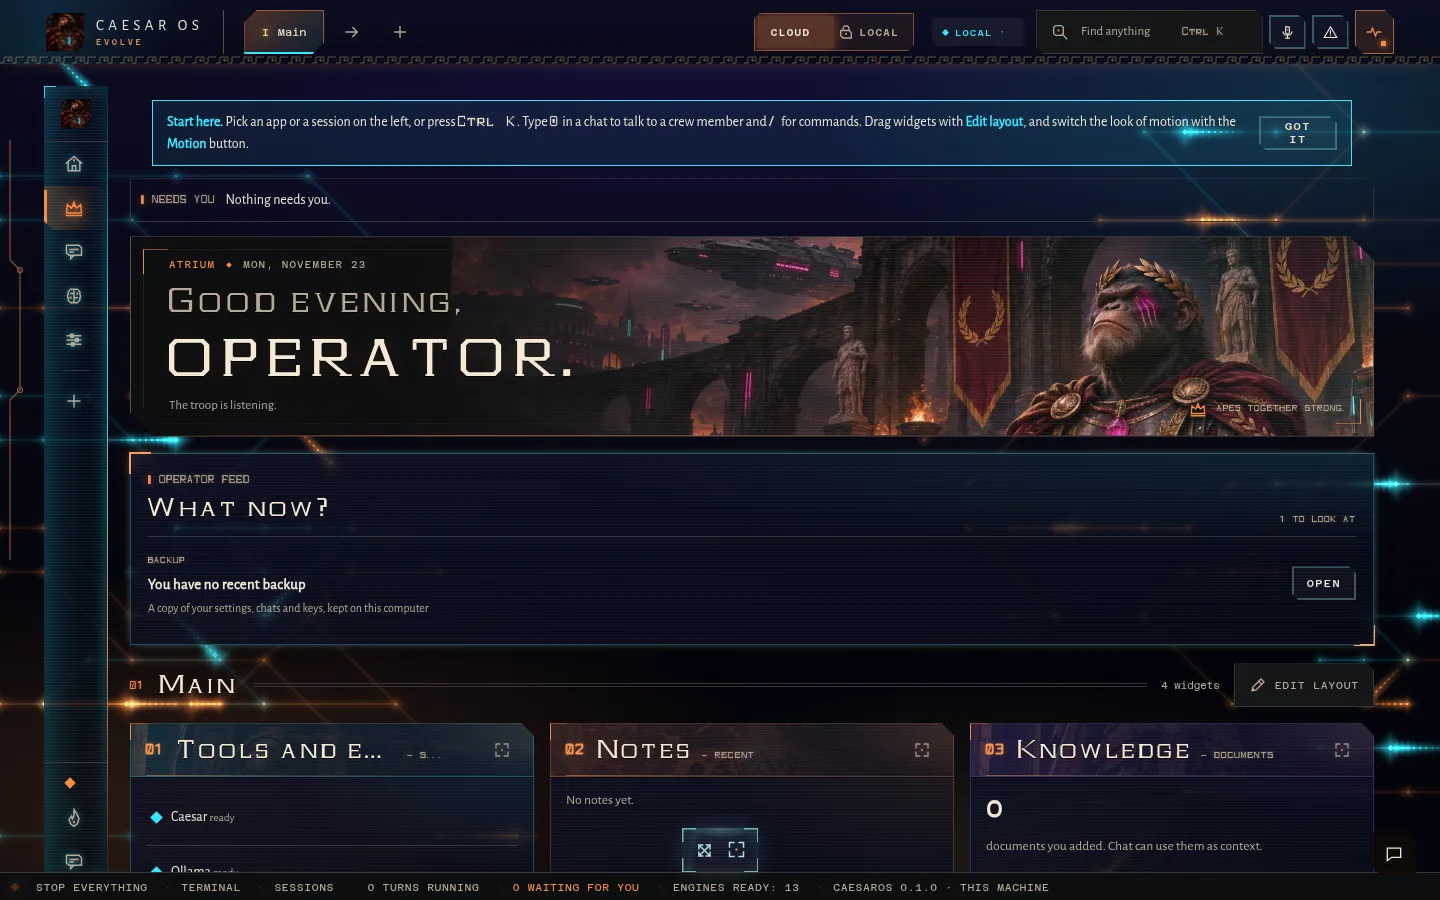 CAESAR OS
EVOLVE
I Main
CLOUD
LOCAL
LOCAL
Find anything
CTRL K
Start here. Pick an app or a session on the left, or press CTRL K. Type @ in a chat to talk to a crew member and / for commands. Drag widgets with Edit layout, and switch the look of motion with the
Motion button.
GOT
IT
NEEDS YOU Nothing needs you.
ATRIUM ◆ MON, NOVEMBER 23
GOOD EVENING,
OPERATOR.
The troop is listening.
APES TOGETHER STRONG.
OPERATOR FEED
WHAT NOW?
1 TO LOOK AT
BACKUP
You have no recent backup
A copy of your settings, chats and keys, kept on this computer
OPEN
01 MAIN
4 widgets
EDIT LAYOUT
01 TOOLS AND E... – S...
02 NOTES – RECENT
03 KNOWLEDGE – DOCUMENTS
Caesar ready
Ollama ready
No notes yet.
0
documents you added. Chat can use them as context.
STOP EVERYTHING · TERMINAL · SESSIONS · 0 TURNS RUNNING · 0 WAITING FOR YOU · ENGINES READY: 13 · CAESAROS 0.1.0 · THIS MACHINE